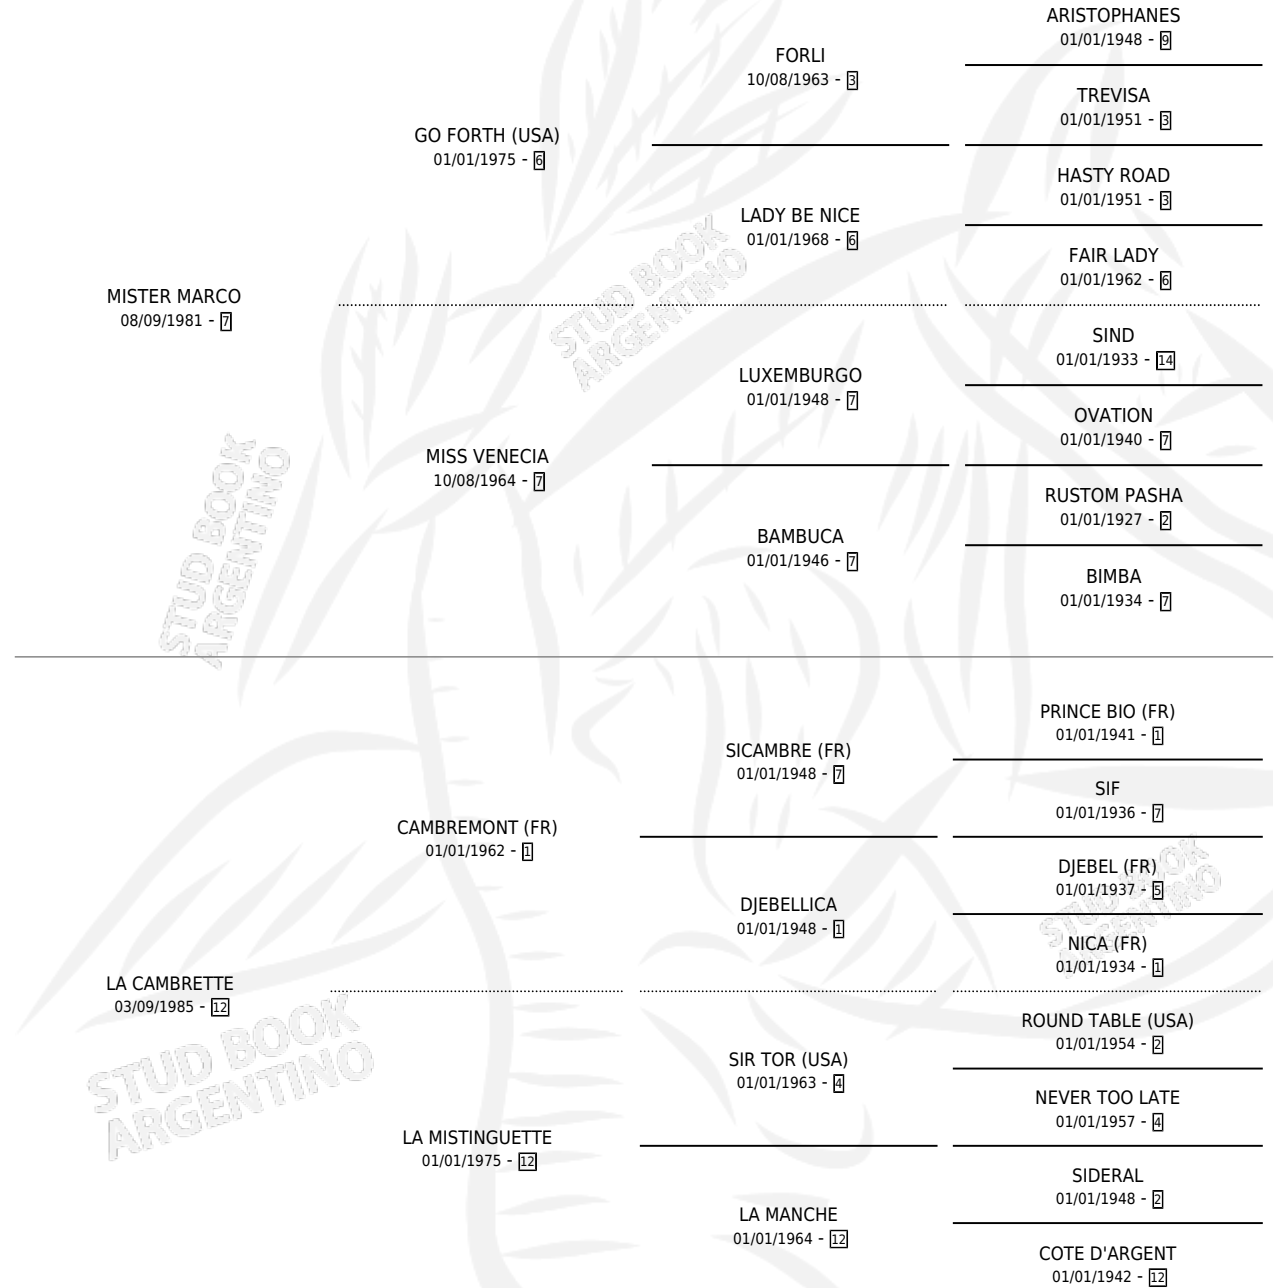 ARISTOPHANES
01/01/1948 - 9
FORLI
10/08/1963 - 3
TREVISA
01/01/1951 - 3
GO FORTH (USA)
01/01/1975 - 6
HASTY ROAD
01/01/1951 - 3
LADY BE NICE
01/01/1968 - 6
FAIR LADY
01/01/1962 - 6
MISTER MARCO
08/09/1981 - 7
STUD BOOK
ARGENTINO
SIND
01/01/1933 - 14
LUXEMBURGO
01/01/1948 - 7
OVATION
01/01/1940 - 7
MISS VENECIA
10/08/1964 - 7
RUSTOM PASHA
01/01/1927 - 2
BAMBUCA
01/01/1946 - 7
BIMBA
01/01/1934 - 7
STUD BOOK
ARGENTINO
PRINCE BIO (FR)
01/01/1941 - 1
SICAMBRE (FR)
01/01/1948 - 7
SIF
01/01/1936 - 7
CAMBREMONT (FR)
01/01/1962 - 1
DJEBEL (FR)
01/01/1937 - 5
DJEBELLICA
01/01/1948 - 1
NICA (FR)
01/01/1934 - 1
STUD BOOK
ARGENTINO
LA CAMBRETTE
03/09/1985 - 12
ROUND TABLE (USA)
01/01/1954 - 2
SIR TOR (USA)
01/01/1963 - 4
NEVER TOO LATE
01/01/1957 - 4
STUD BOOK
ARGENTINO
LA MISTINGUETTE
01/01/1975 - 12
SIDERAL
01/01/1948 - 2
LA MANCHE
01/01/1964 - 12
COTE D'ARGENT
01/01/1942 - 12